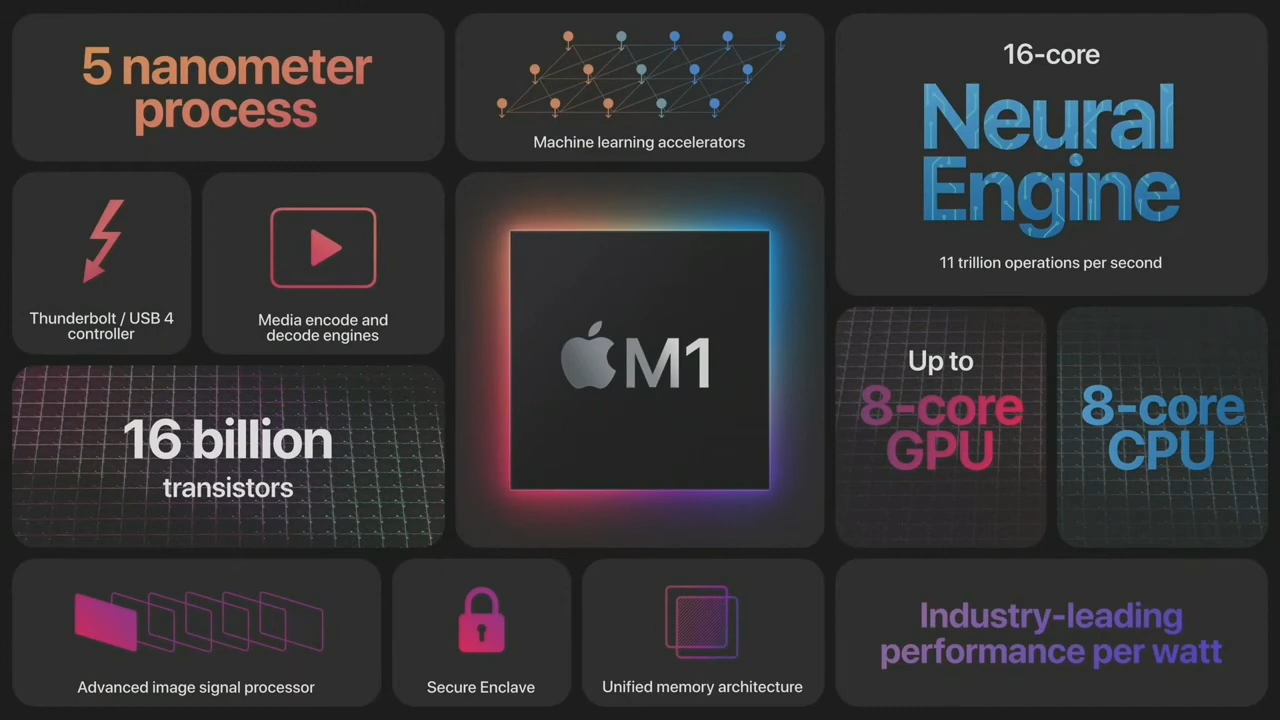 5 nanometer
process
Machine learning accelerators
16-core
Neural
Engine
11 trillion operations per second
Thunderbolt / USB 4
controller
Media encode and
decode engines
M1
Up to
8-core
GPU
8-core
CPU
16 billion
transistors
Advanced image signal processor
Secure Enclave
Unified memory architecture
Industry-leading
performance per watt